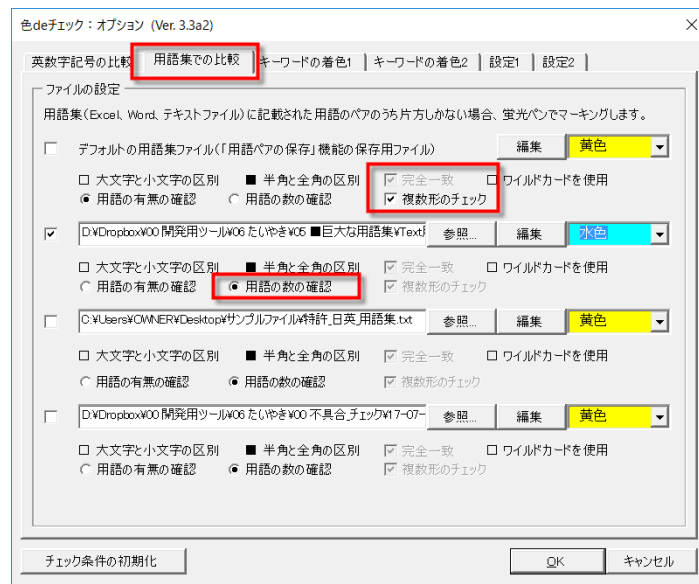 色deチェック：オプション (Ver. 3.3a2)
英数字記号の比較 用語集での比較 キーワードの着色1 キーワードの着色2 設定1 設定2
ファイルの設定
用語集(Excel、Word、テキストファイル)に記載された用語のペアのうち片方しかない場合、蛍光ペンでマーキングします。
デフォルトの用語集ファイル(「用語ペアの保存」機能の保存用ファイル) 編集 黄色
大文字と小文字の区別 半角と全角の区別 完全一致 ワイルドカードを使用
用語の有無の確認 用語の数の確認 複数形のチェック
D:¥Dropbox¥00 開発用ツール¥06 たいやき¥05 ■巨大な用語集¥Text 参照... 編集 水色
大文字と小文字の区別 半角と全角の区別 完全一致 ワイルドカードを使用
用語の有無の確認 用語の数の確認 複数形のチェック
C:¥Users¥OWNER¥Desktop¥サンプルファイル¥特許_日英_用語集.txt 参照... 編集 黄色
大文字と小文字の区別 半角と全角の区別 完全一致 ワイルドカードを使用
用語の有無の確認 用語の数の確認 複数形のチェック
D:¥Dropbox¥00 開発用ツール¥06 たいやき¥00 不具合_チェック¥17-07- 参照... 編集 黄色
大文字と小文字の区別 半角と全角の区別 完全一致 ワイルドカードを使用
用語の有無の確認 用語の数の確認 複数形のチェック
チェック条件の初期化 OK キャンセル